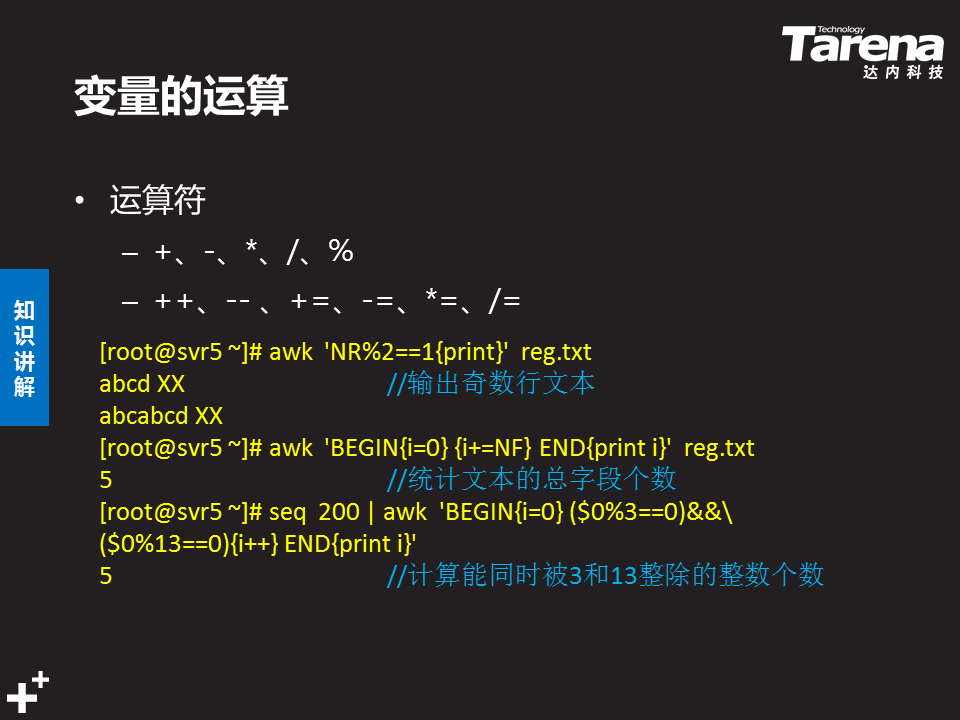 Technology
Tarena
达内科技
变量的运算
• 运算符
– +、-、*、/、%
– ++、-- 、+=、-=、*=、/=
知识讲解
[root@svr5 ~]# awk 'NR%2==1{print}' reg.txt
abcd XX //输出奇数行文本
abcabcd XX
[root@svr5 ~]# awk 'BEGIN{i=0} {i+=NF} END{print i}' reg.txt
5 //统计文本的总字段个数
[root@svr5 ~]# seq 200 | awk 'BEGIN{i=0} ($0%3==0)&&\
($0%13==0){i++} END{print i}'
5 //计算能同时被3和13整除的整数个数